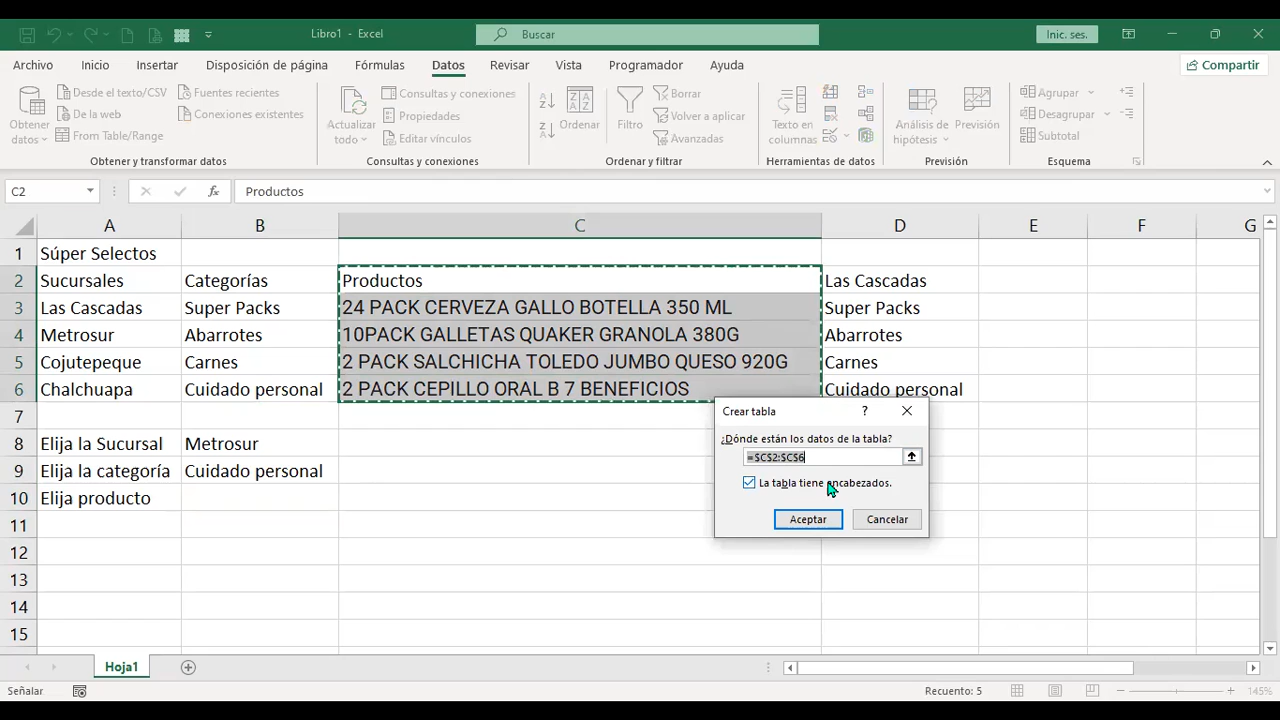 Libro1 - Excel
Buscar
Inic. ses.
Archivo Inicio Insertar Disposición de página Fórmulas Datos Revisar Vista Programador Ayuda
Compartir
Obtener datos
Desde el texto/CSV
De la web
From Table/Range
Fuentes recientes
Conexiones existentes
Obtener y transformar datos
Actualizar todo
Consultas y conexiones
Propiedades
Editar vínculos
Consultas y conexiones
Ordenar
Filtro
Borrar
Volver a aplicar
Avanzadas
Ordenar y filtrar
Texto en columnas
Herramientas de datos
Análisis de hipótesis
Previsión
Previsión
Agrupar
Desagrupar
Subtotal
Esquema
C2
fx
Productos
A B C D E F G
1 Súper Selectos
2 Sucursales Categorías Productos Las Cascadas
3 Las Cascadas Super Packs 24 PACK CERVEZA GALLO BOTELLA 350 ML Super Packs
4 Metrosur Abarrotes 10PACK GALLETAS QUAKER GRANOLA 380G Abarrotes
5 Cojutepeque Carnes 2 PACK SALCHICHA TOLEDO JUMBO QUESO 920G Carnes
6 Chalchuapa Cuidado personal 2 PACK CEPILLO ORAL B 7 BENEFICIOS Cuidado personal
7
8 Elija la Sucursal Metrosur
9 Elija la categoría Cuidado personal
10 Elija producto
11
12
13
14
15
Crear tabla ?
¿Dónde están los datos de la tabla?
=$C$2:$C$6
La tabla tiene encabezados.
Aceptar Cancelar
Hoja1
Señalar
Recuento: 5
145%